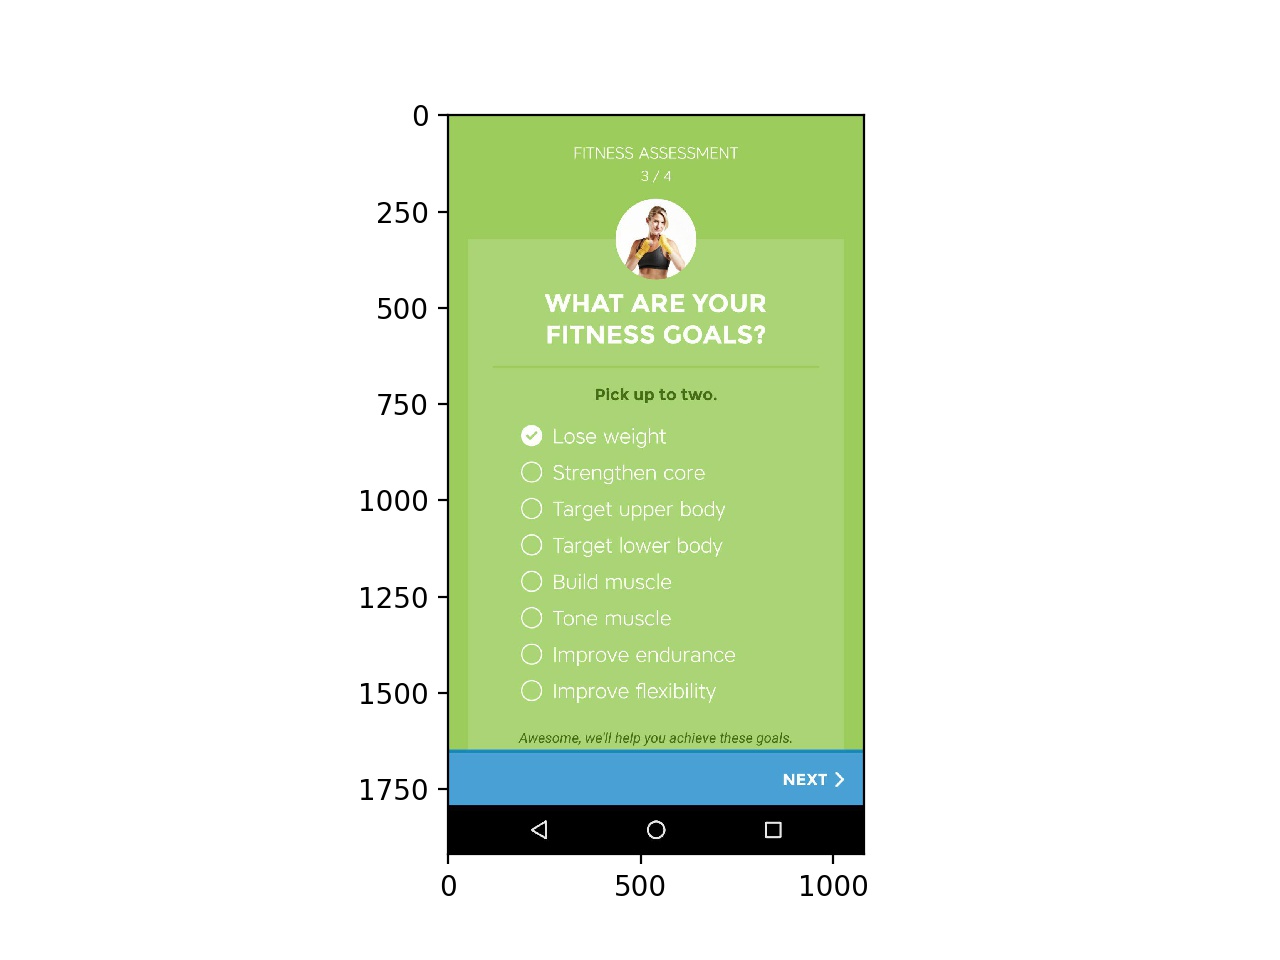 0
250
500
750
1000
1250
1500
1750
FITNESS ASSESSMENT
3 / 4
WHAT ARE YOUR
FITNESS GOALS?
Pick up to two.
Lose weight
Strengthen core
Target upper body
Target lower body
Build muscle
Tone muscle
Improve endurance
Improve flexibility
Awesome, we'll help you achieve these goals.
NEXT
0 500 1000